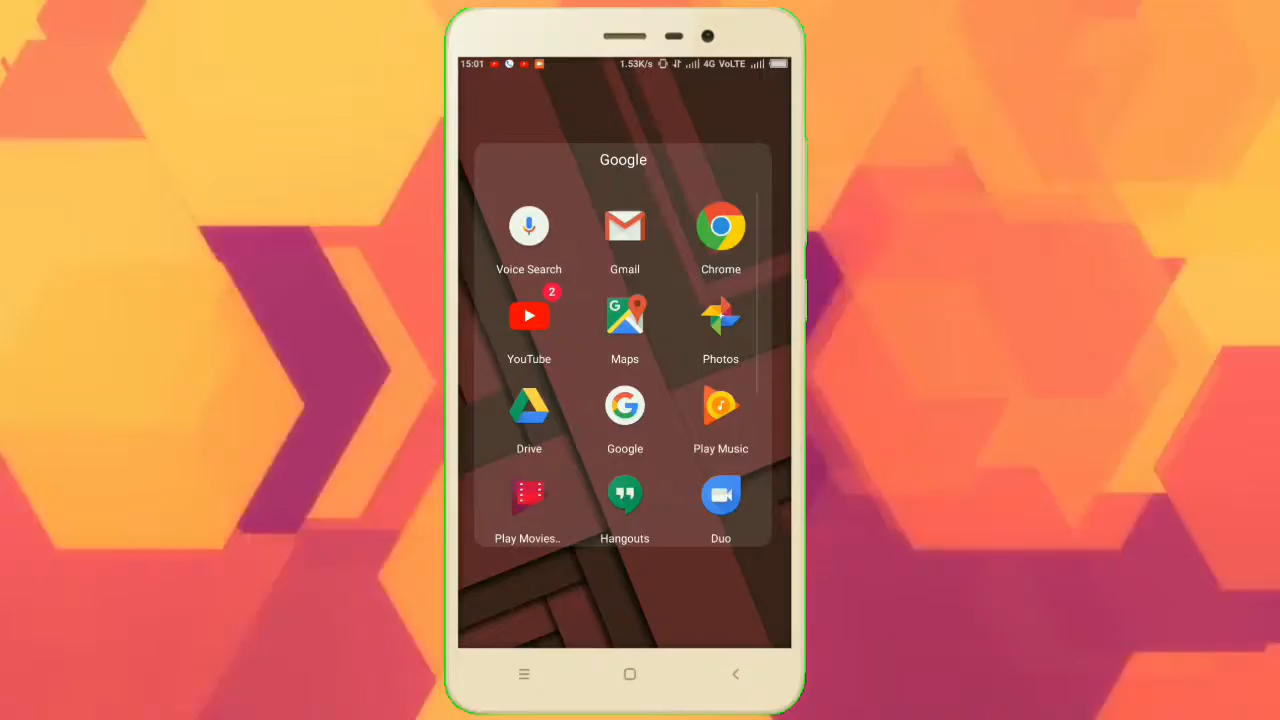 15:01 1.53K/s 4G VoLTE
Google
Voice Search Gmail Chrome
2
YouTube Maps Photos
Drive Google Play Music
Play Movies.. Hangouts Duo